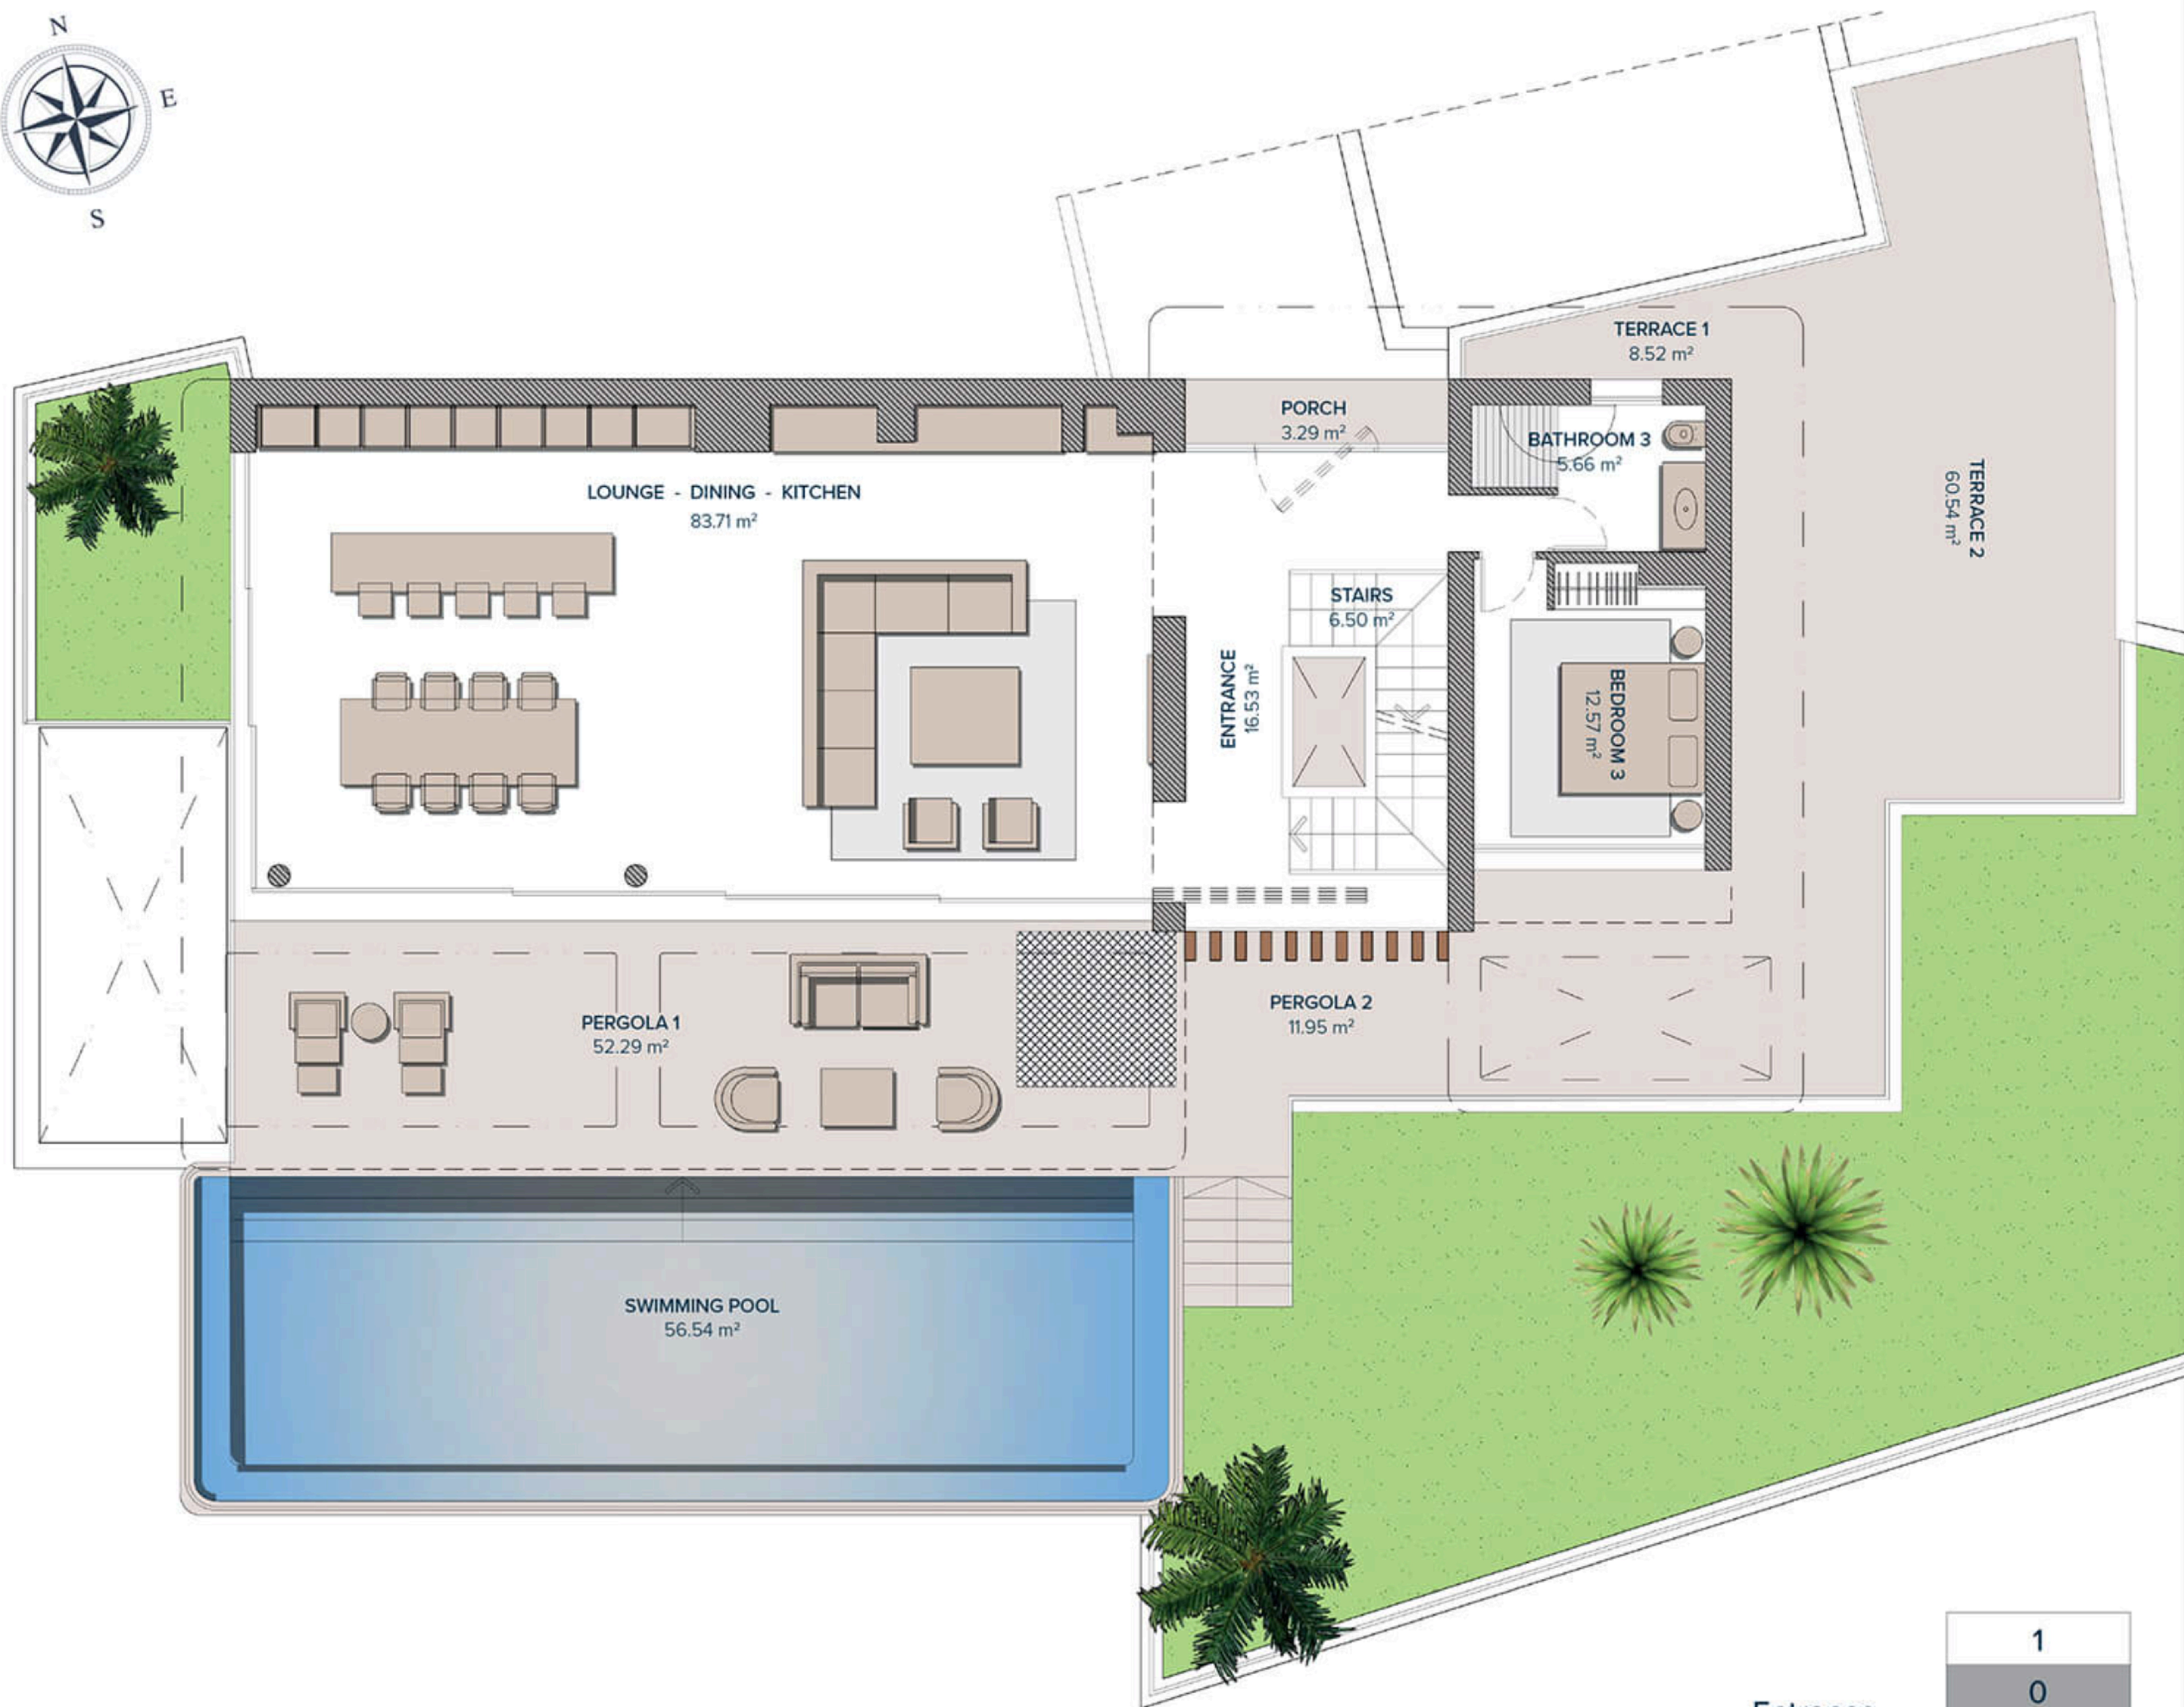 N
E
S
TERRACE 1
8.52 m²
PORCH
3.29 m²
BATHROOM 3
5.66 m²
LOUNGE - DINING - KITCHEN
83.71 m²
TERRACE 2
60.54 m²
STAIRS
6.50 m²
ENTRANCE
16.53 m²
BEDROOM 3
12.57 m²
PERGOLA 1
52.29 m²
PERGOLA 2
11.95 m²
SWIMMING POOL
56.54 m²
1
0